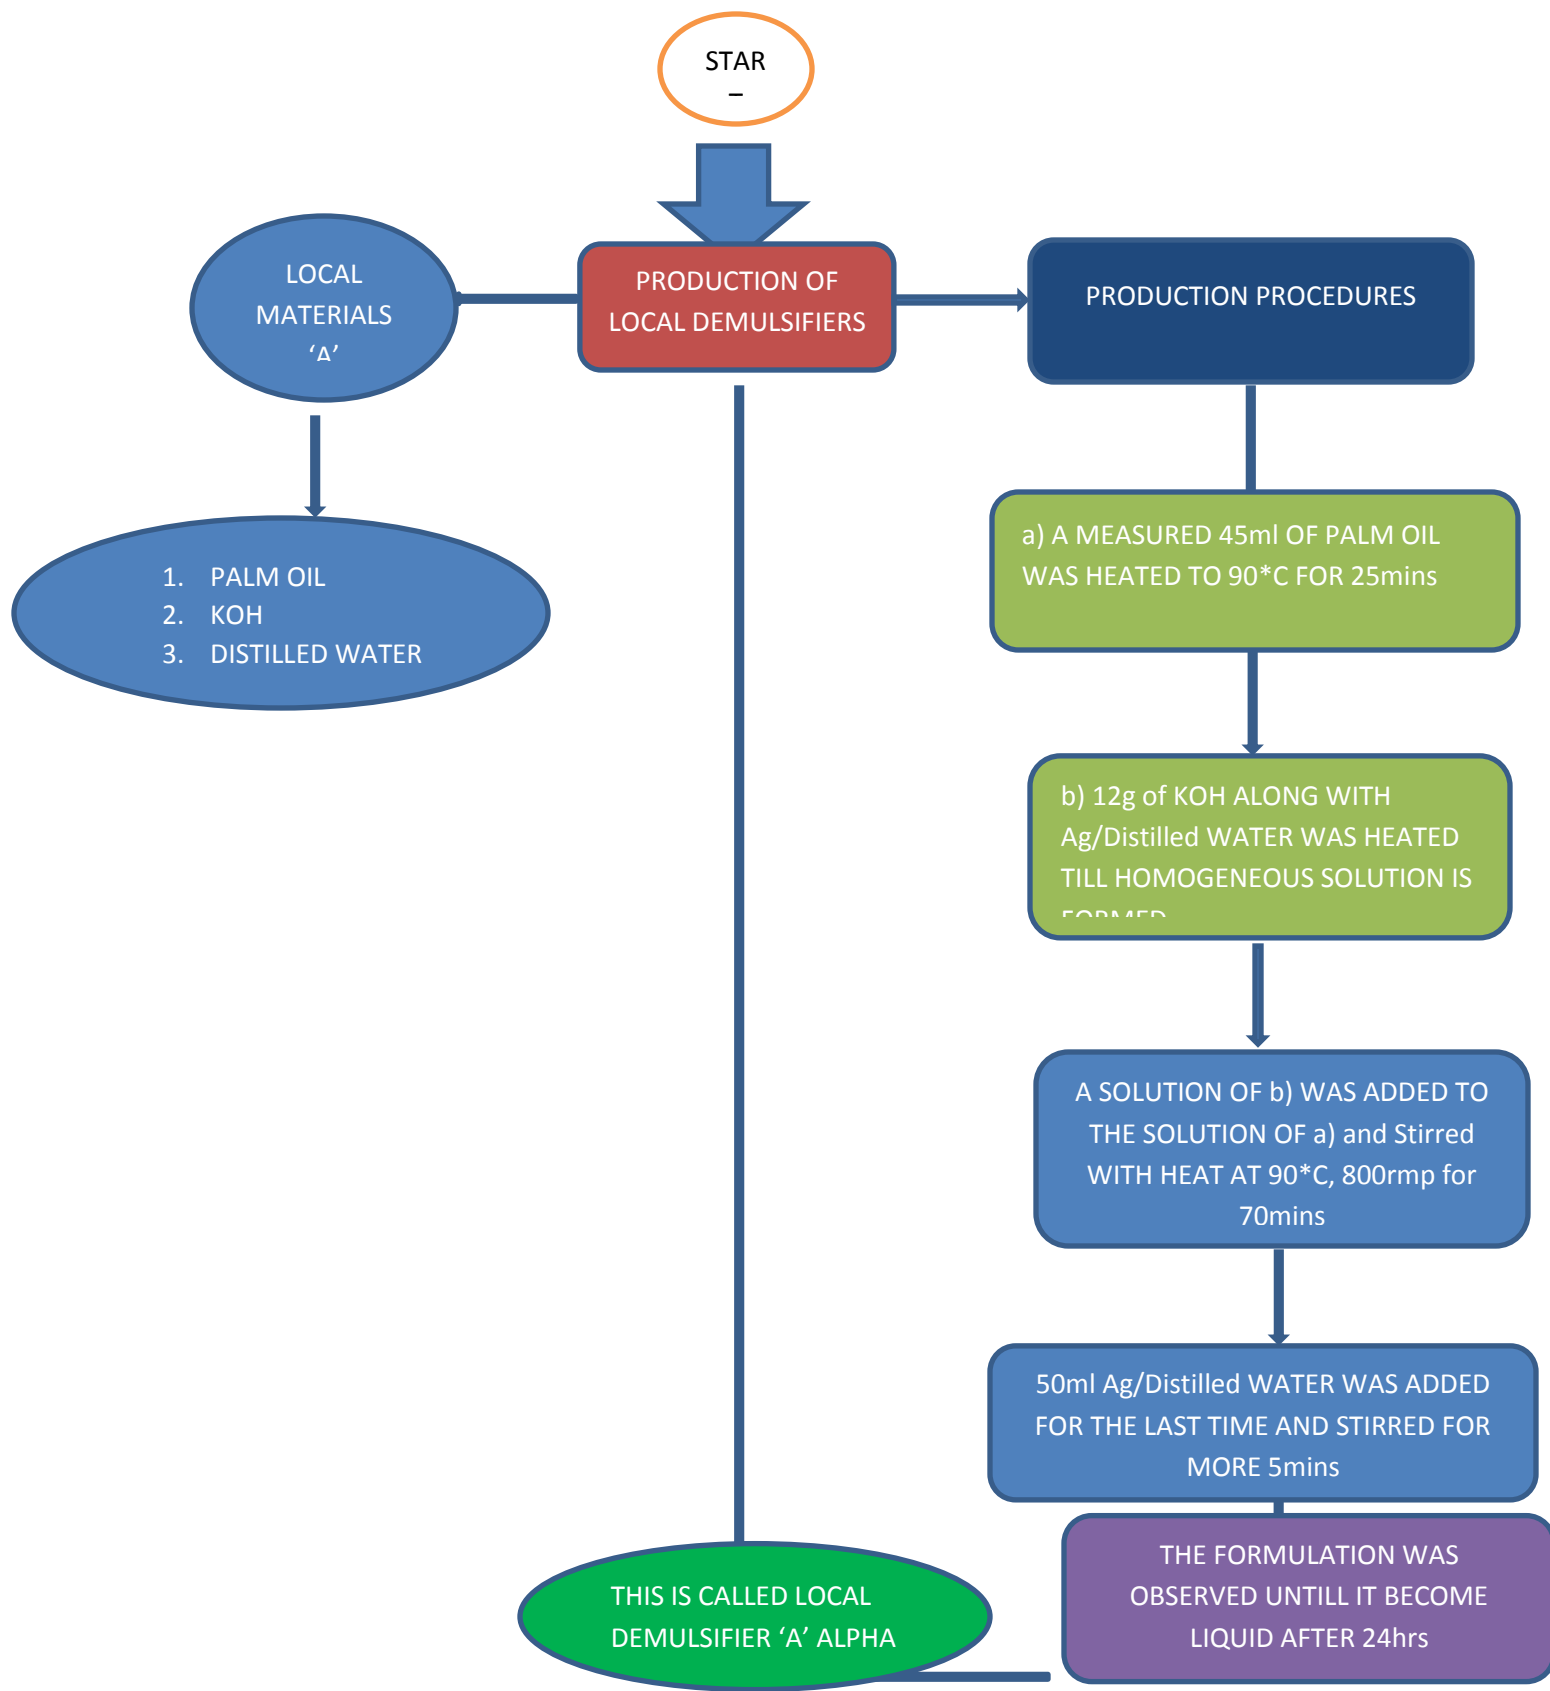 STAR
PRODUCTION OF
LOCAL DEMULSIFIERS
LOCAL
MATERIALS
‘A’
PRODUCTION PROCEDURES
1. PALM OIL
2. KOH
3. DISTILLED WATER
a) A MEASURED 45ml OF PALM OIL
WAS HEATED TO 90*C FOR 25mins
b) 12g of KOH ALONG WITH
Ag/Distilled WATER WAS HEATED
TILL HOMOGENEOUS SOLUTION IS
FORMED
A SOLUTION OF b) WAS ADDED TO
THE SOLUTION OF a) and Stirred
WITH HEAT AT 90*C, 800rmp for
70mins
50ml Ag/Distilled WATER WAS ADDED
FOR THE LAST TIME AND STIRRED FOR
MORE 5mins
THE FORMULATION WAS
OBSERVED UNTILL IT BECOME
LIQUID AFTER 24hrs
THIS IS CALLED LOCAL
DEMULSIFIER ‘A’ ALPHA